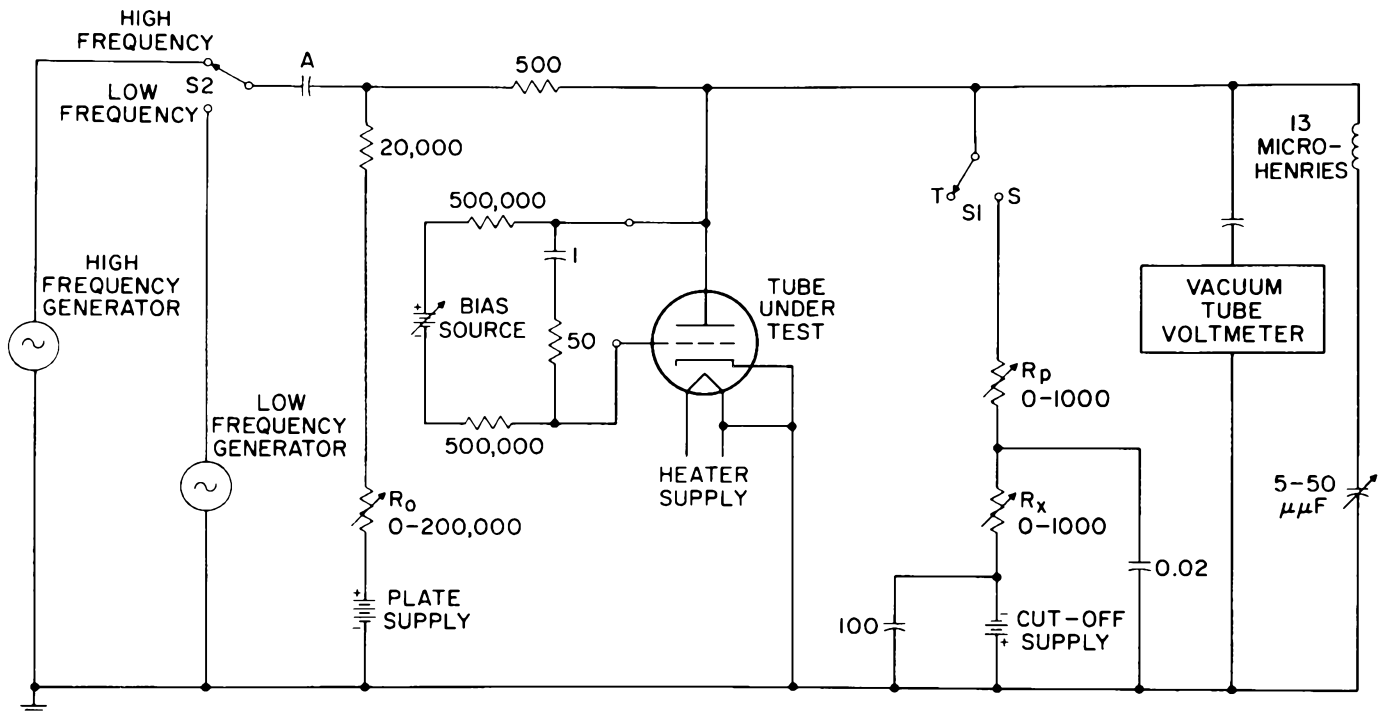 HIGH
FREQUENCY
A
S2
LOW
FREQUENCY
500
20,000
13
MICRO-
HENRIES
500,000
T
S1
S
1
HIGH
FREQUENCY
GENERATOR
+
BIAS
SOURCE
-
50
TUBE
UNDER
TEST
VACUUM
TUBE
VOLTMETER
Rp
0-1000
LOW
FREQUENCY
GENERATOR
500,000
HEATER
SUPPLY
Ro
0-200,000
Rx
0-1000
5-50
μμF
+
PLATE
SUPPLY
-
100
-
CUT-OFF
SUPPLY
+
0.02